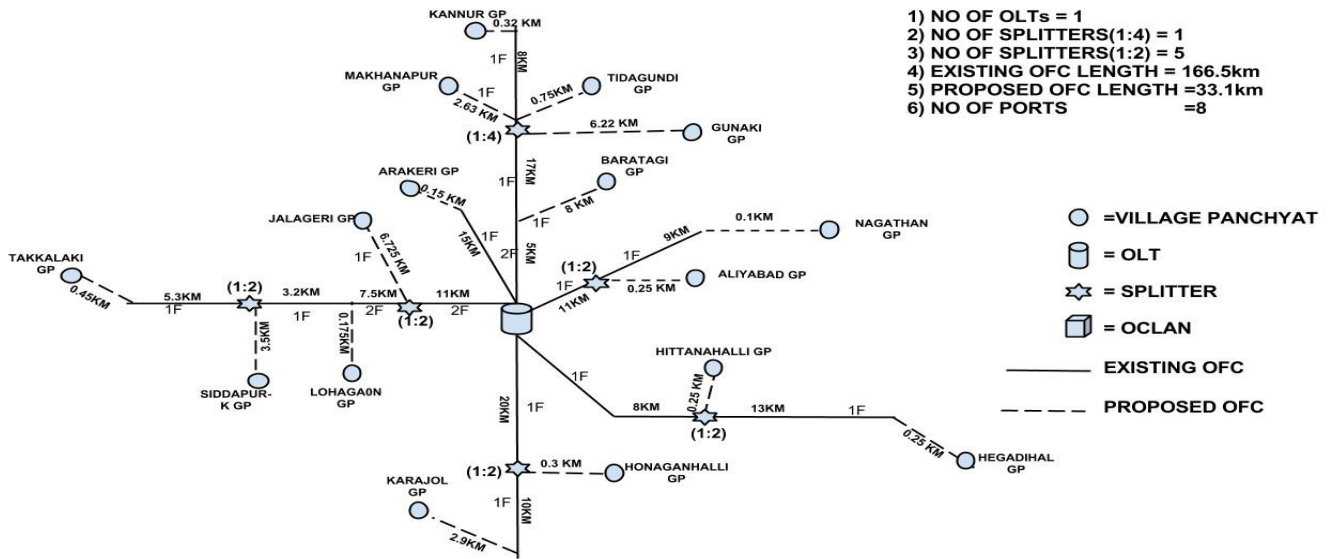 KANNUR GP
0.32 KM
1F
8KM
MAKHANAPUR
GP
1F
2.63 KM
0.75KM
TIDAGUNDI
GP
(1:4)
6.22 KM
GUNAKI
GP
17KM
1F
ARAKERI GP
0.15 KM
BARATAGI
GP
1F
8 KM
JALAGERI GP
1F
6.725 KM
15KM
1F
2F
5KM
0.1KM
NAGATHAN
GP
9KM
1F
(1:2)
1F
11KM
ALIYABAD GP
0.25 KM
TAKKALAKI
GP
0.45KM
5.3KM
1F
(1:2)
3.2KM
1F
7.5KM
2F
(1:2)
11KM
2F
3.5KM
SIDDAPUR-
K GP
0.175KM
LOHAGA0N
GP
HITTANAHALLI GP
1F
0.25 KM
8KM
(1:2)
13KM
1F
0.25 KM
HEGADIHAL
GP
20KM
1F
(1:2)
0.3 KM
HONAGANHALLI
GP
KARAJOL
GP
1F
10KM
2.9KM
1) NO OF OLTs = 1
2) NO OF SPLITTERS(1:4) = 1
3) NO OF SPLITTERS(1:2) = 5
4) EXISTING OFC LENGTH = 166.5km
5) PROPOSED OFC LENGTH =33.1km
6) NO OF PORTS =8
=VILLAGE PANCHYAT
= OLT
= SPLITTER
= OCLAN
EXISTING OFC
PROPOSED OFC